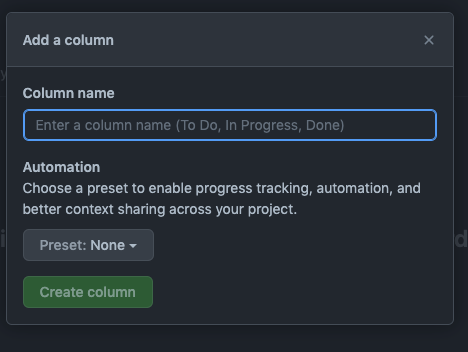 Add a column
Column name
Enter a column name (To Do, In Progress, Done)
Automation
Choose a preset to enable progress tracking, automation, and
better context sharing across your project.
Preset: None
Create column